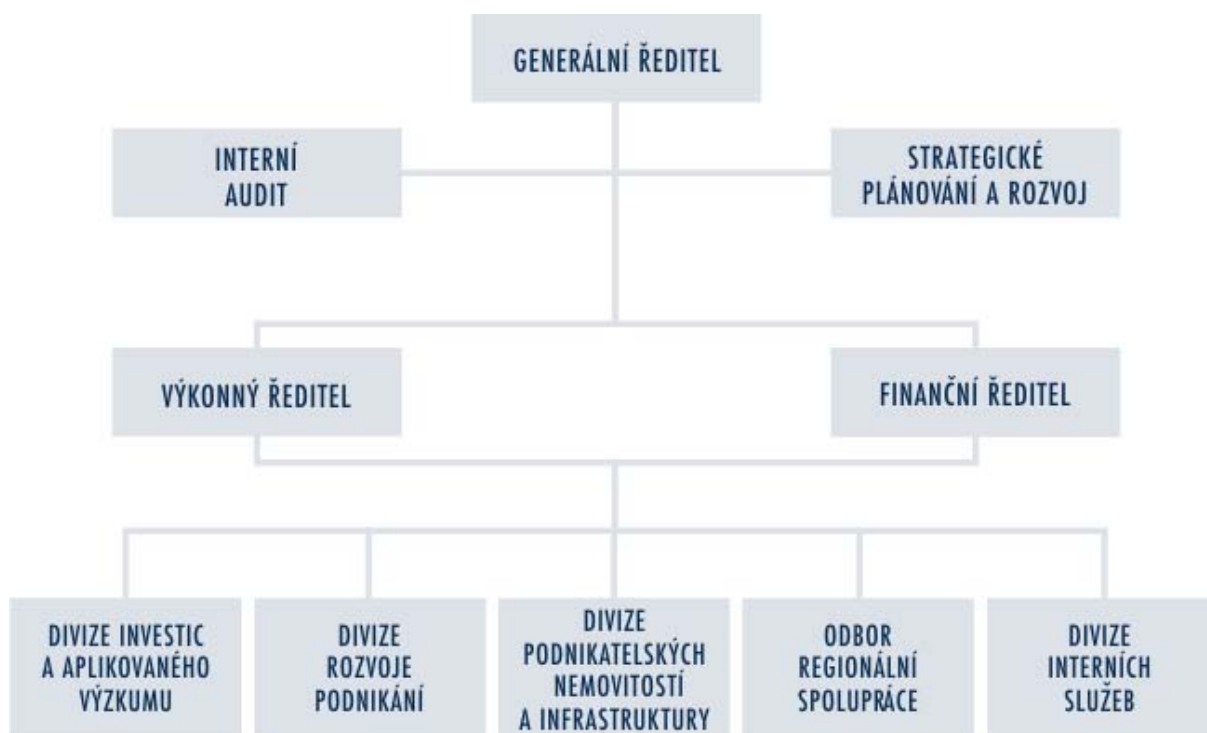 GENERÁLNÍ ŘEDITEL
INTERNÍ
AUDIT
STRATEGICKÉ
PLÁNOVÁNÍ A ROZVOJ
VÝKONNÝ ŘEDITEL
FINANČNÍ ŘEDITEL
DIVIZE INVESTIC
A APLIKOVANÉHO
VÝZKUMU
DIVIZE
ROZVOJE
PODNIKÁNÍ
DIVIZE
PODNIKATELSKÝCH
NEMOVITOSTÍ
A INFRASTRUKTURY
ODBOR
REGIONÁLNÍ
SPOLUPRÁCE
DIVIZE
INTERNÍCH
SLUŽEB